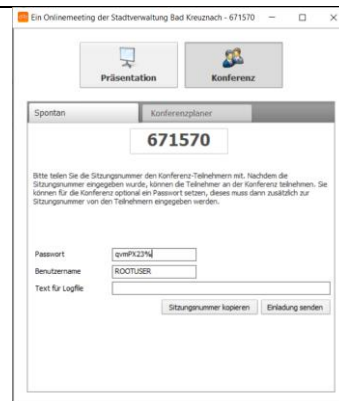 Ein Onlinemeeting der Stadtverwaltung Bad Kreuznach - 671570
Präsentation
Konferenz
Spontan
Konferenzplaner
671570
Bitte teilen Sie die Sitzungsnummer den Konferenz-Teilnehmern mit. Nachdem die
Sitzungsnummer eingegeben wurde, können die Teilnehmer an der Konferenz teilnehmen. Sie
können für die Konferenz optional ein Passwort setzen, dieses muss dann zusätzlich zur
Sitzungsnummer von den Teilnehmern eingegeben werden.
Passwort qvmPX23%
Benutzername ROOTUSER
Text für Logfile
Sitzungsnummer kopieren Einladung senden